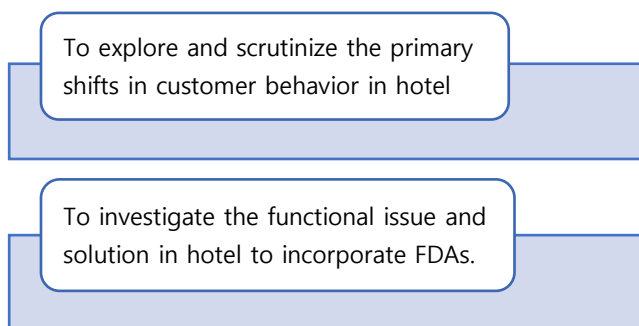 To explore and scrutinize the primary
shifts in customer behavior in hotel
To investigate the functional issue and
solution in hotel to incorporate FDAs.